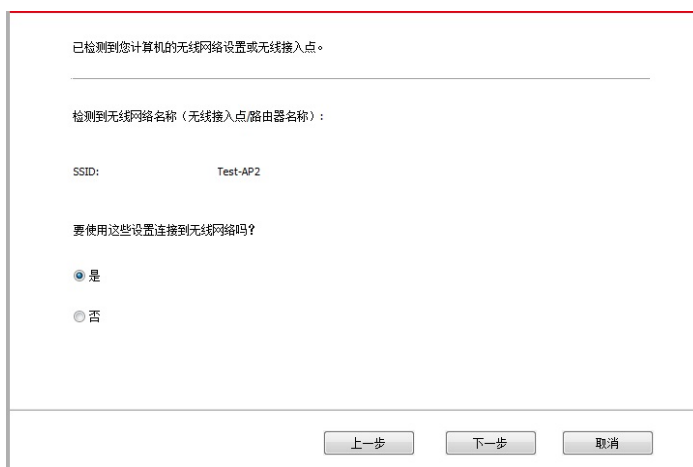 已检测到您计算机的无线网络设置或无线接入点。
检测到无线网络名称（无线接入点/路由器名称）:
SSID: Test-AP2
要使用这些设置连接到无线网络吗?
是
否
上一步 下一步 取消